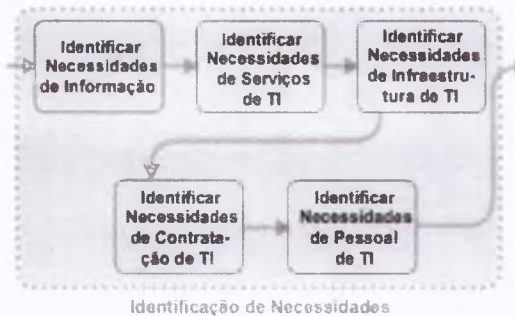 Identificar
Necessidades
de Informação
Identificar
Necessidades
de Serviços
de TI
Identificar
Necessidades
de Infraestru-
tura de TI
Identificar
Necessidades
de Contrata-
ção de TI
Identificar
Necessidades
de Pessoal
de TI
Identificação de Necessidades